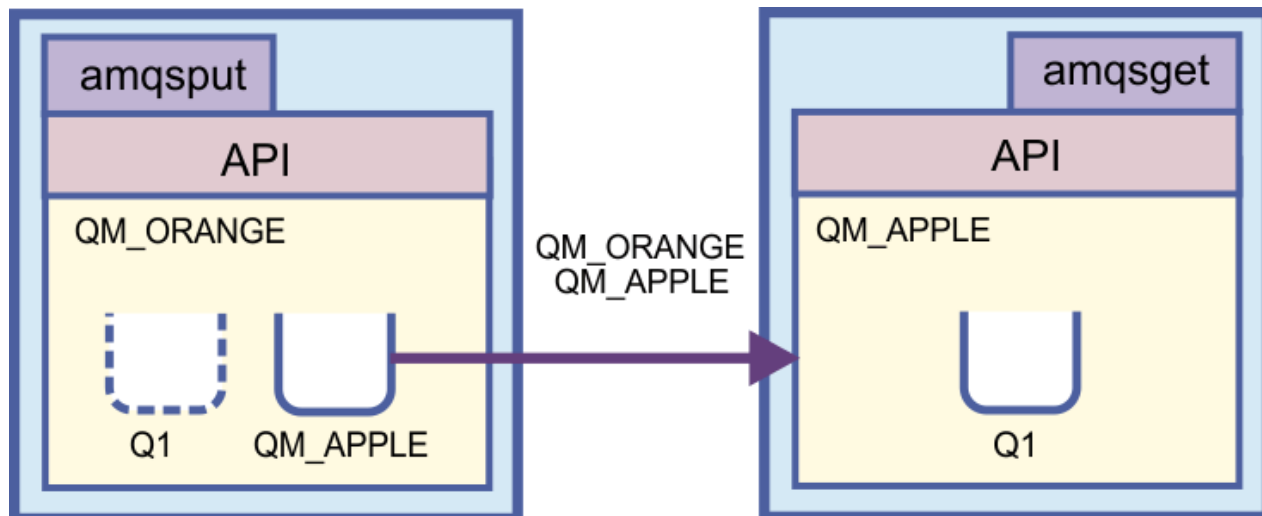 amqsput
API
QM_ORANGE
Q1
QM_APPLE
QM_ORANGE
QM_APPLE
amqsget
API
QM_APPLE
Q1